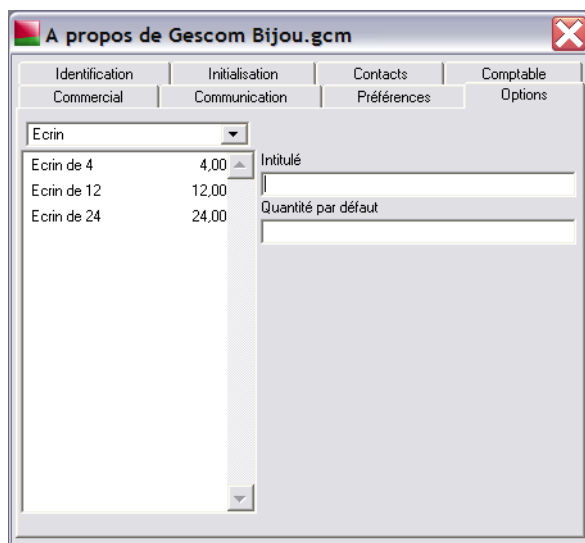 A propos de Gescom Bijou.gcm
Identification Initialisation Contacts Comptable
Commercial Communication Préférences Options
Ecrin
Ecrin de 4 4,00
Ecrin de 12 12,00
Ecrin de 24 24,00
Intitulé
Quantité par défaut